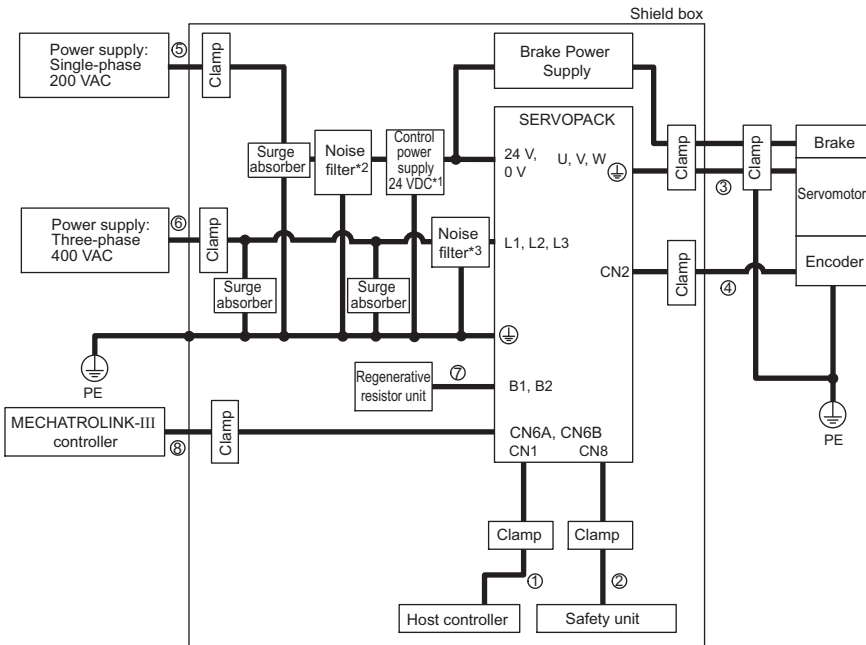 Shield box
Power supply:
Single-phase
200 VAC
⑤
Clamp
Brake Power
Supply
SERVOPACK
Surge
absorber
Noise
filter*2
Control
power
supply
24 VDC*1
24 V,
0 V
U, V, W
Clamp
③
Clamp
Brake
Servomotor
Power supply:
Three-phase
400 VAC
⑥
Clamp
Noise
filter*3
L1, L2, L3
Surge
absorber
Surge
absorber
CN2
Clamp
④
Encoder
PE
Regenerative
resistor unit
⑦
B1, B2
PE
MECHATROLINK-III
controller
⑧
Clamp
CN6A, CN6B
CN1
CN8
Clamp
Clamp
①
②
Host controller
Safety unit